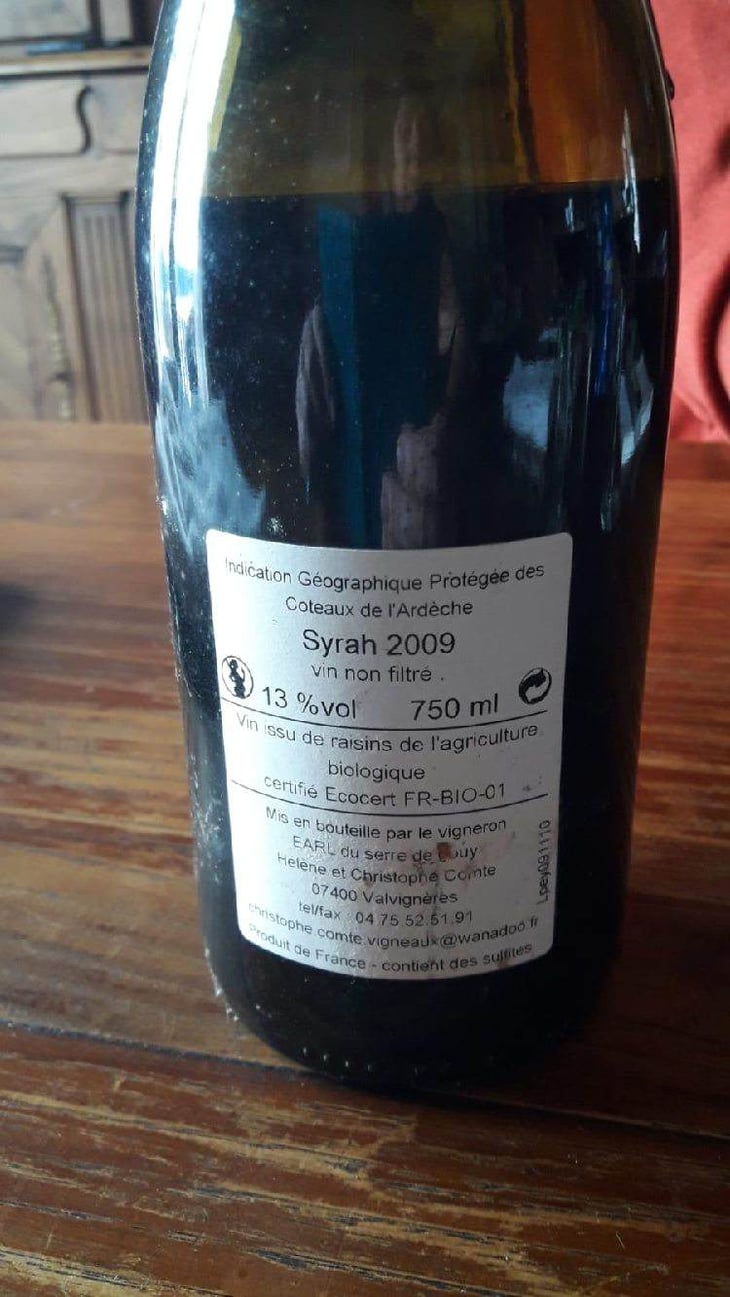 Indication Géographique Protégée des
Coteaux de l'Ardèche
Syrah 2009
vin non filtré .
13 %vol 750 ml
Vin issu de raisins de l'agriculture
biologique
certifié Ecocert FR-BIO-01
Mis en bouteille par le vigneron
EARL du serre de
Helène et Christophe Comte
07400 Valvignères
tel/fax : 04 75 52.51.91
christophe.comte.vigneaux@wanadoo.fr
Produit de France - contient des sulfites
Lpey091110